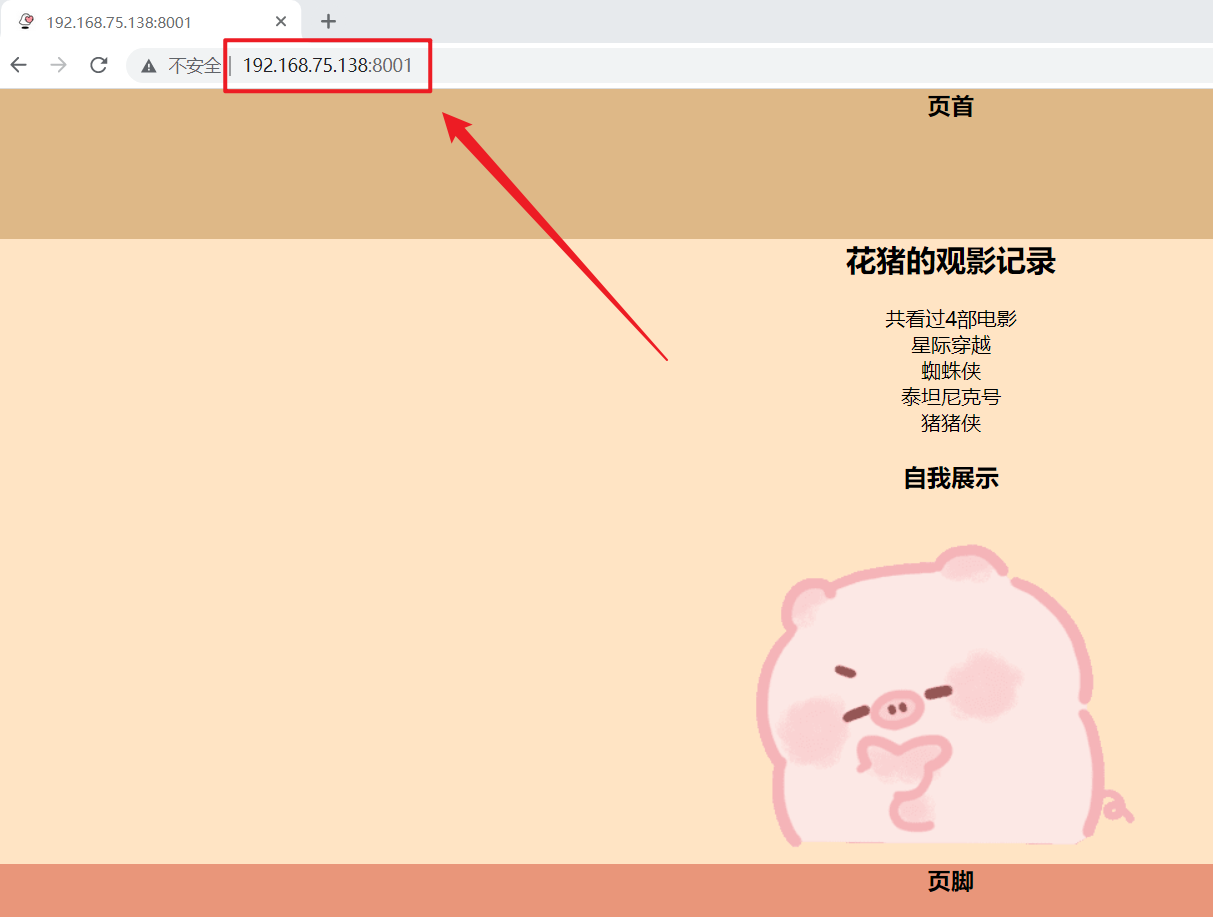 192.168.75.138:8001
不安全 | 192.168.75.138:8001
页首
花猪的观影记录
共看过4部电影
星际穿越
蜘蛛侠
泰坦尼克号
猪猪侠
自我展示
页脚